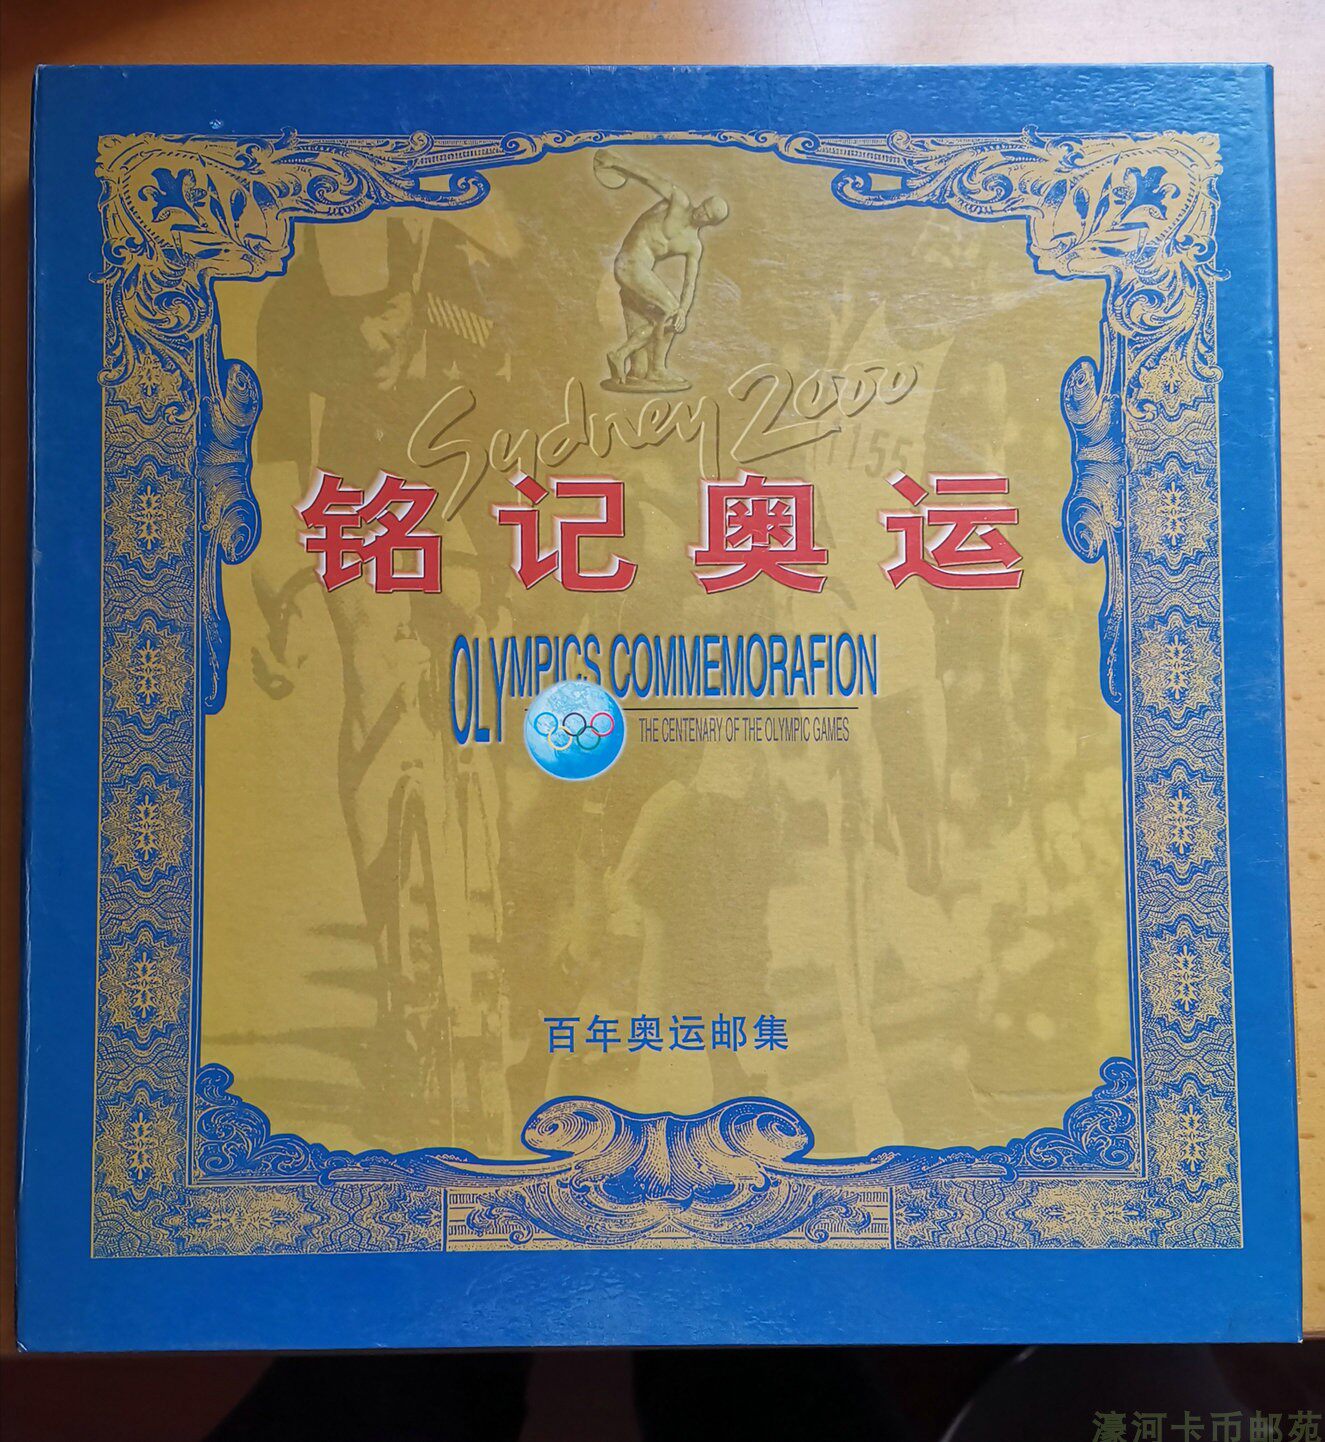 Sydney 2000
1155
铭记奥运
OLYMPICS COMMEMORAFION
THE CENTENARY OF THE OLYMPIC GAMES
百年奥运邮集
濠河卡币邮苑